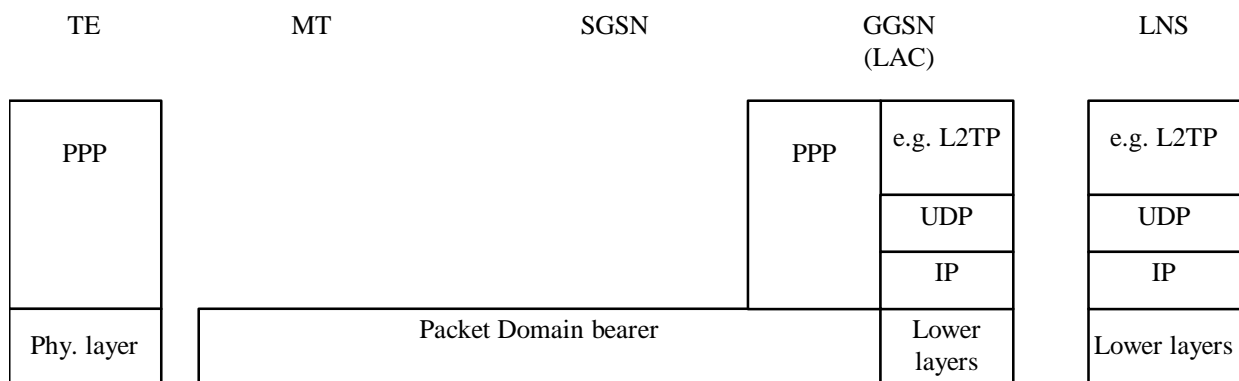 TE MT SGSN GGSN LNS
(LAC)
PPP PPP e.g. L2TP e.g. L2TP
UDP UDP
IP IP
Phy. layer Packet Domain bearer Lower layers Lower layers